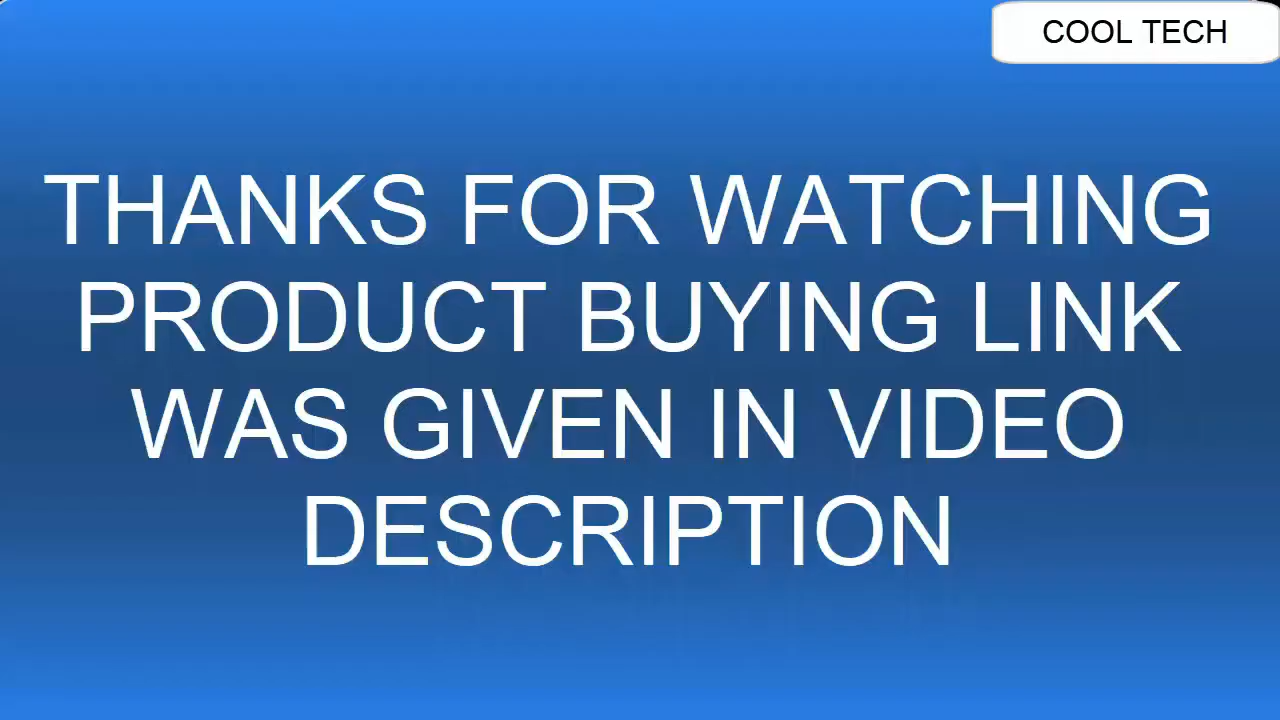 COOL TECH
THANKS FOR WATCHING
PRODUCT BUYING LINK
WAS GIVEN IN VIDEO
DESCRIPTION